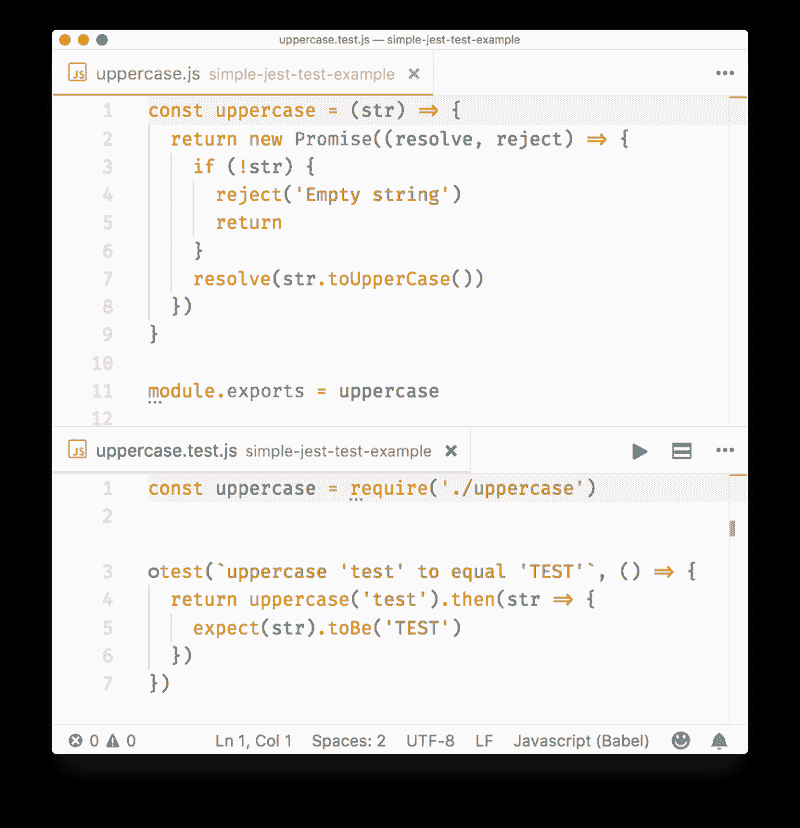 uppercase.test.js — simple-jest-test-example
JS uppercase.js simple-jest-test-example ×
1 const uppercase = (str) => {
2 return new Promise((resolve, reject) => {
3 if (!str) {
4 reject('Empty string')
5 return
6 }
7 resolve(str.toUpperCase())
8 })
9 }
10
11 module.exports = uppercase
12
JS uppercase.test.js simple-jest-test-example ×
1 const uppercase = require('./uppercase')
2
3 test(`uppercase 'test' to equal 'TEST'`, () => {
4 return uppercase('test').then(str => {
5 expect(str).toBe('TEST')
6 })
7 })
0 0 Ln 1, Col 1 Spaces: 2 UTF-8 LF Javascript (Babel)